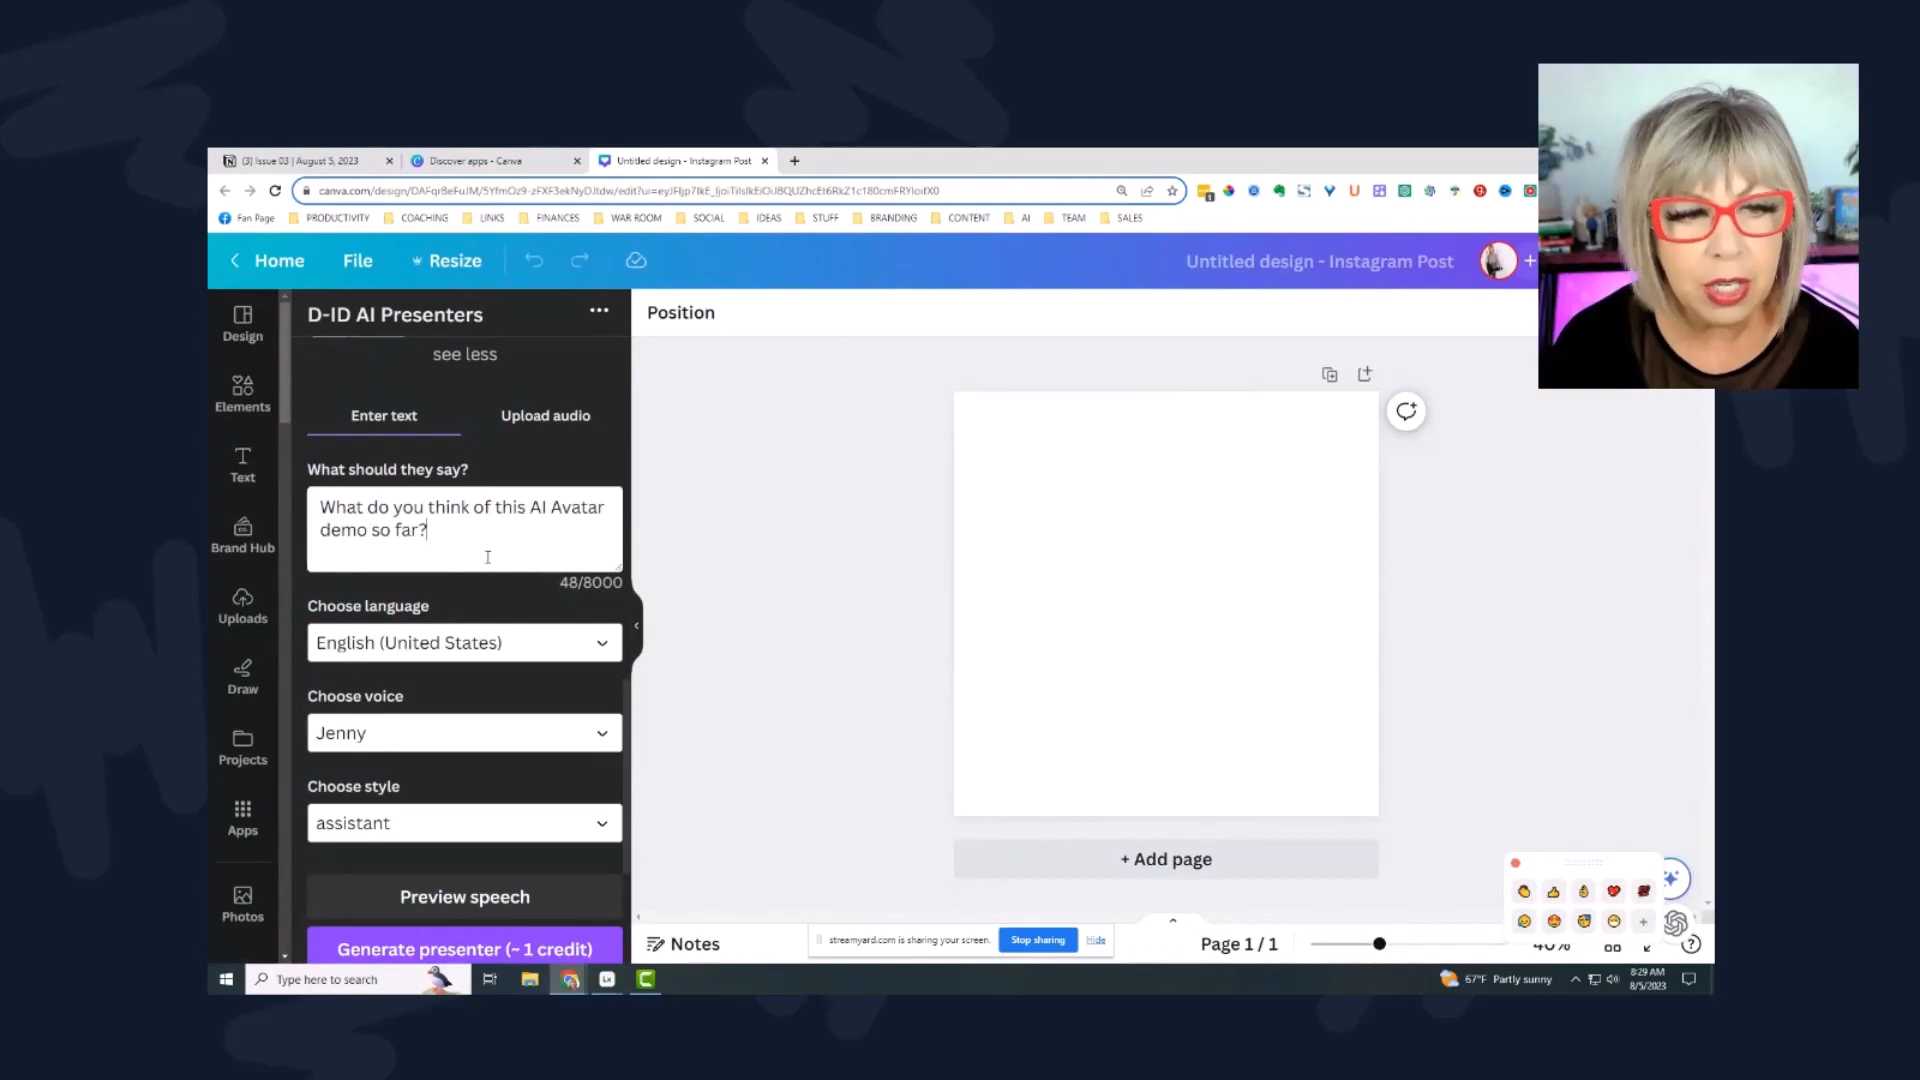 (3) Issue 03 | August 5, 2023
Discover apps - Canva
Untitled design - Instagram Post
Fan Page
PRODUCTIVITY
COACHING
LINKS
FINANCES
WAR ROOM
SOCIAL
IDEAS
STUFF
BRANDING
CONTENT
AI
TEAM
SALES
Home
File
Resize
Untitled design - Instagram Post
Design
Elements
Text
Brand Hub
Uploads
Draw
Projects
Apps
Photos
D-ID AI Presenters
see less
Enter text
Upload audio
What should they say?
What do you think of this AI Avatar
demo so far?
48/8000
Choose language
English (United States)
Choose voice
Jenny
Choose style
assistant
Preview speech
Generate presenter (~ 1 credit)
Position
+ Add page
Notes
streamyard.com is sharing your screen.
Stop sharing
Hide
Page 1 / 1
Type here to search
67°F Partly sunny
8:29 AM
8/5/2023